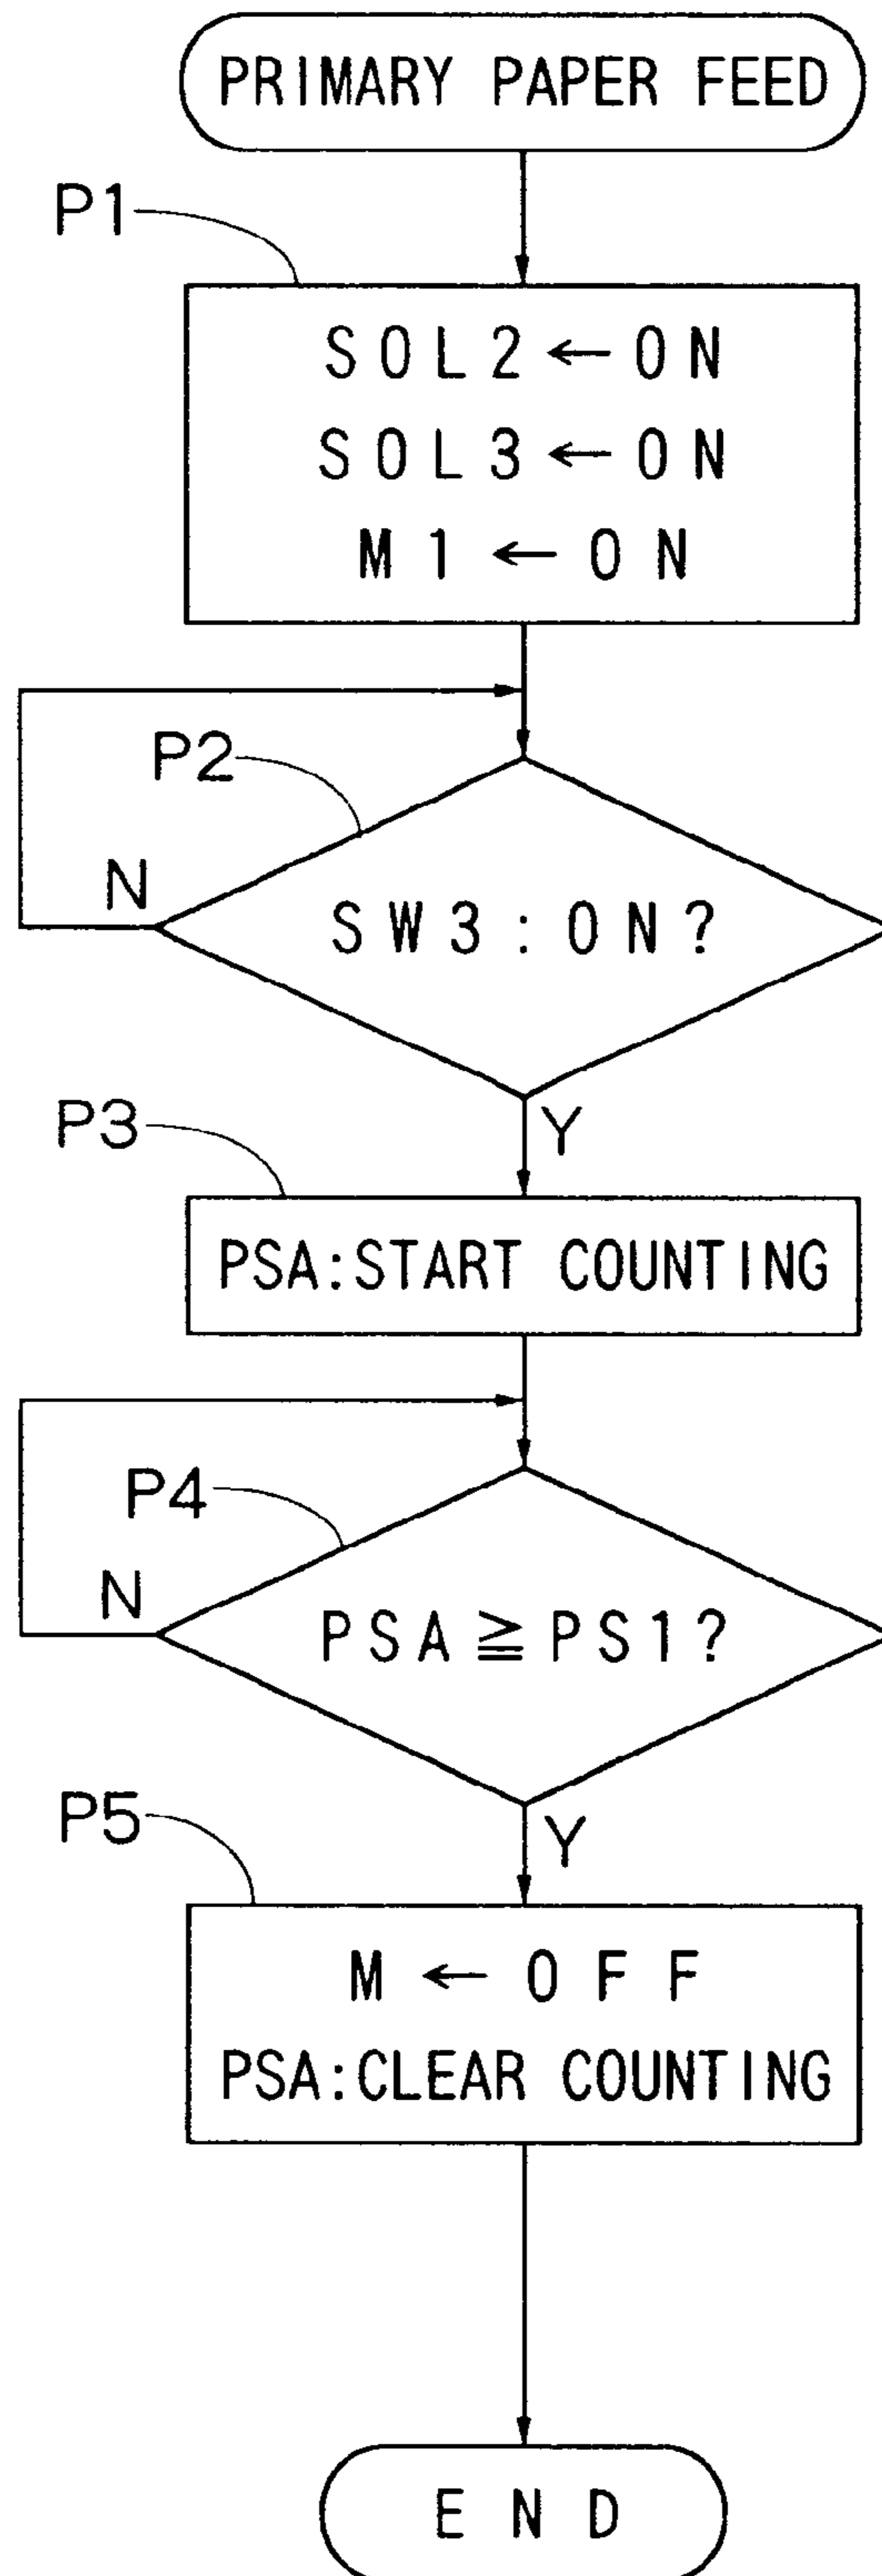 PRIMARY PAPER FEED
P1
SOL2 ← ON
SOL3 ← ON
M1 ← ON
P2
N
SW3:ON?
Y
P3
PSA:START COUNTING
P4
N
PSA ≧ PS1?
Y
P5
M ← OFF
PSA:CLEAR COUNTING
END